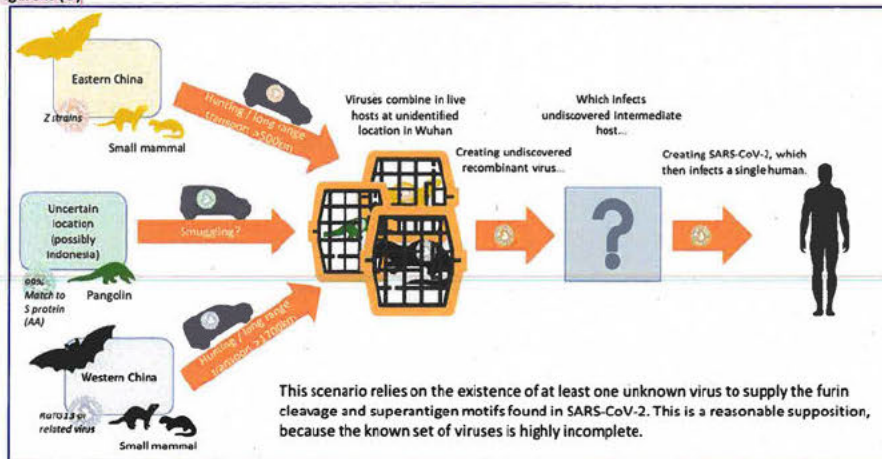 Eastern China
Z strains
Small mammal
Hunting / long range
transport >500km
Viruses combine in live
hosts at unidentified
location in Wuhan
Creating undiscovered
recombinant virus...
Which infects
undiscovered intermediate
host...
Creating SARS-CoV-2, which
then infects a single human.
Uncertain
location
(possibly
Indonesia)
Match to
S protein
(AA)
Pangolin
Smuggling?
?
Western China
RaTG13 or
related virus
Small mammal
Hunting / long range
transport >1200km
This scenario relies on the existence of at least one unknown virus to supply the furin
cleavage and superantigen motifs found in SARS-CoV-2. This is a reasonable supposition,
because the known set of viruses is highly incomplete.